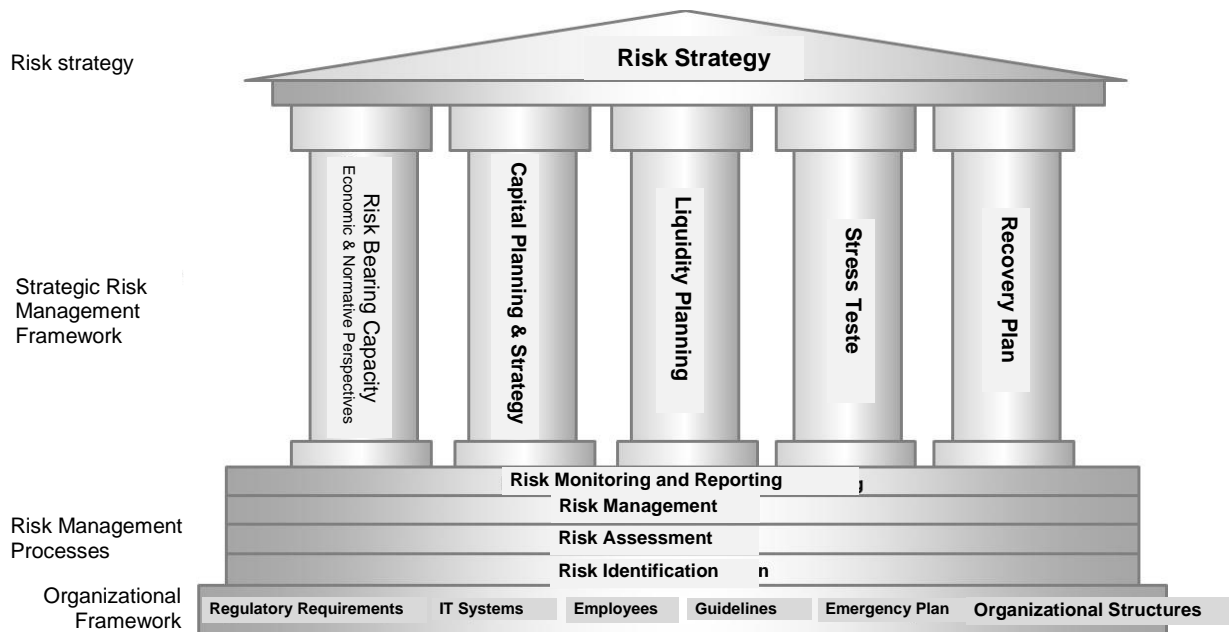 Risk strategy
Risk Strategy
Strategic Risk
Management
Framework
Risk Bearing Capacity
Economic & Normative Perspectives
Capital Planning & Strategy
Liquidity Planning
Stress Teste
Recovery Plan
Risk Management
Processes
Risk Monitoring and Reporting
Risk Management
Risk Assessment
Risk Identification
Organizational
Framework
Regulatory Requirements
IT Systems
Employees
Guidelines
Emergency Plan
Organizational Structures